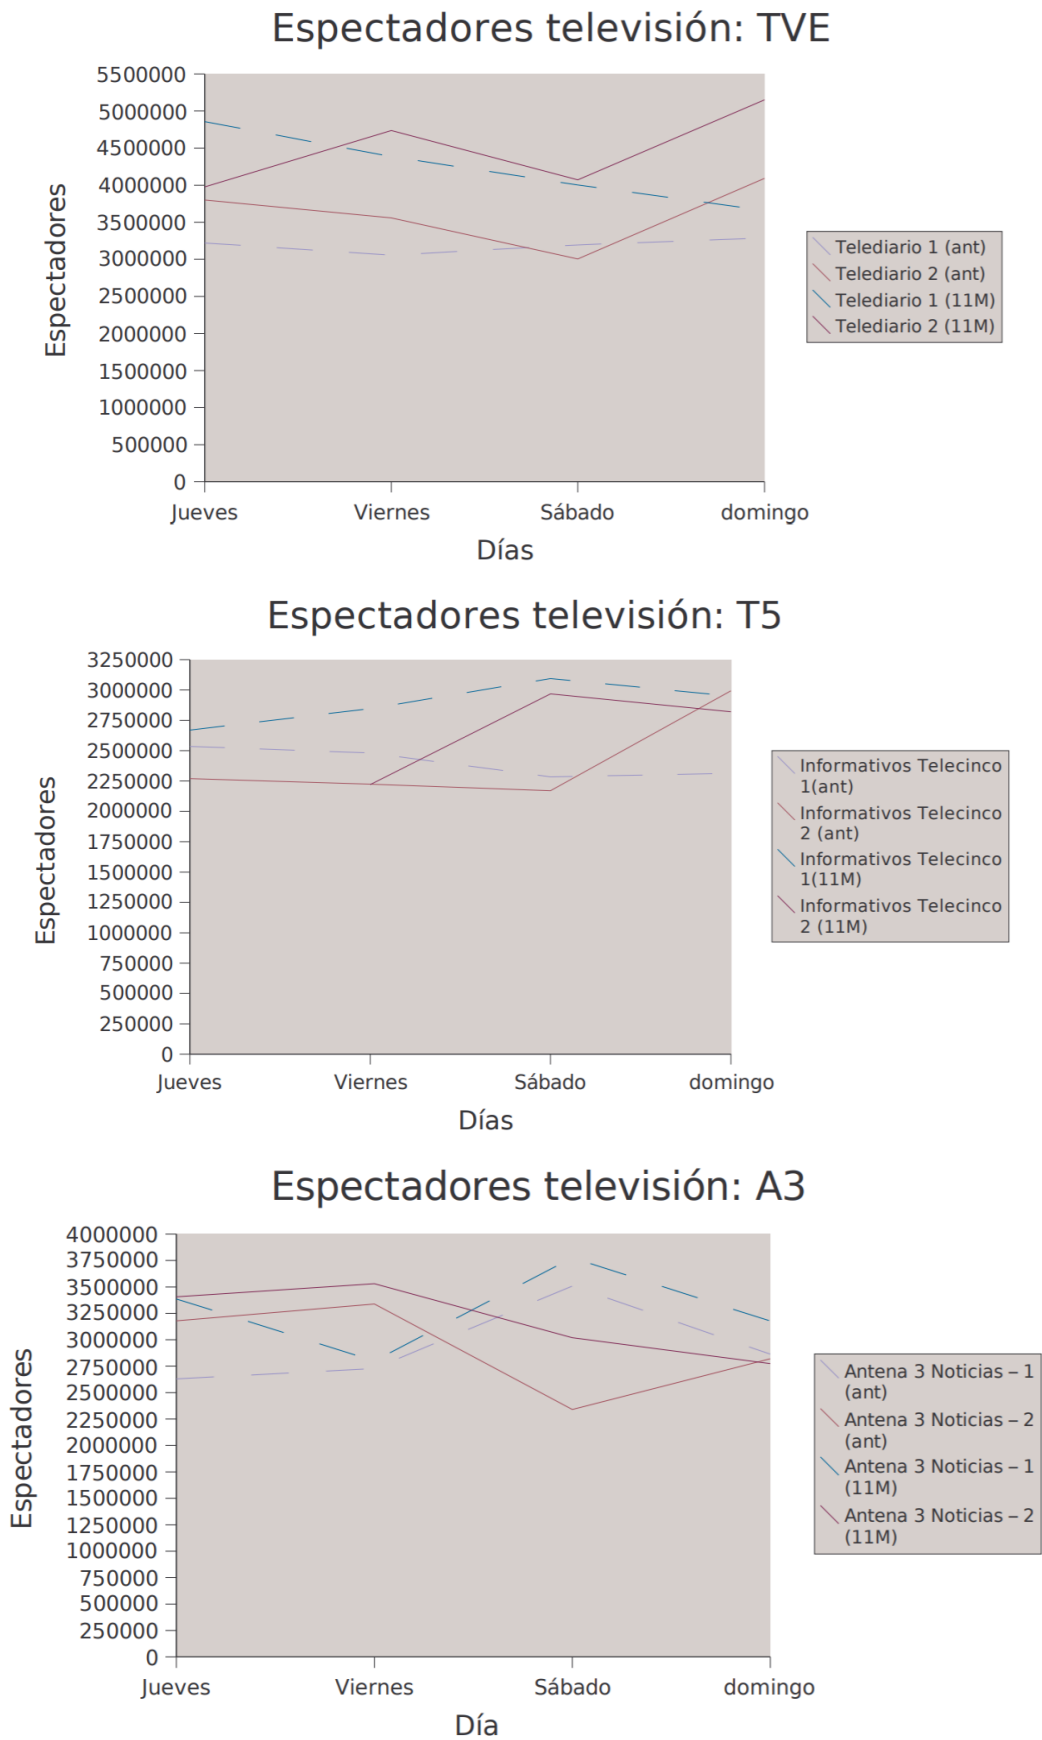 Espectadores televisión: TVE
5500000
5000000
4500000
4000000
3500000
3000000
2500000
2000000
1500000
1000000
500000
0
Espectadores
Jueves Viernes Sábado domingo
Días
Telediario 1 (ant)
Telediario 2 (ant)
Telediario 1 (11M)
Telediario 2 (11M)
Espectadores televisión: T5
3250000
3000000
2750000
2500000
2250000
2000000
1750000
1500000
1250000
1000000
750000
500000
250000
0
Espectadores
Jueves Viernes Sábado domingo
Días
Informativos Telecinco
1(ant)
Informativos Telecinco
2 (ant)
Informativos Telecinco
1(11M)
Informativos Telecinco
2 (11M)
Espectadores televisión: A3
4000000
3750000
3500000
3250000
3000000
2750000
2500000
2250000
2000000
1750000
1500000
1250000
1000000
750000
500000
250000
0
Espectadores
Jueves Viernes Sábado domingo
Día
Antena 3 Noticias – 1
(ant)
Antena 3 Noticias – 2
(ant)
Antena 3 Noticias – 1
(11M)
Antena 3 Noticias – 2
(11M)